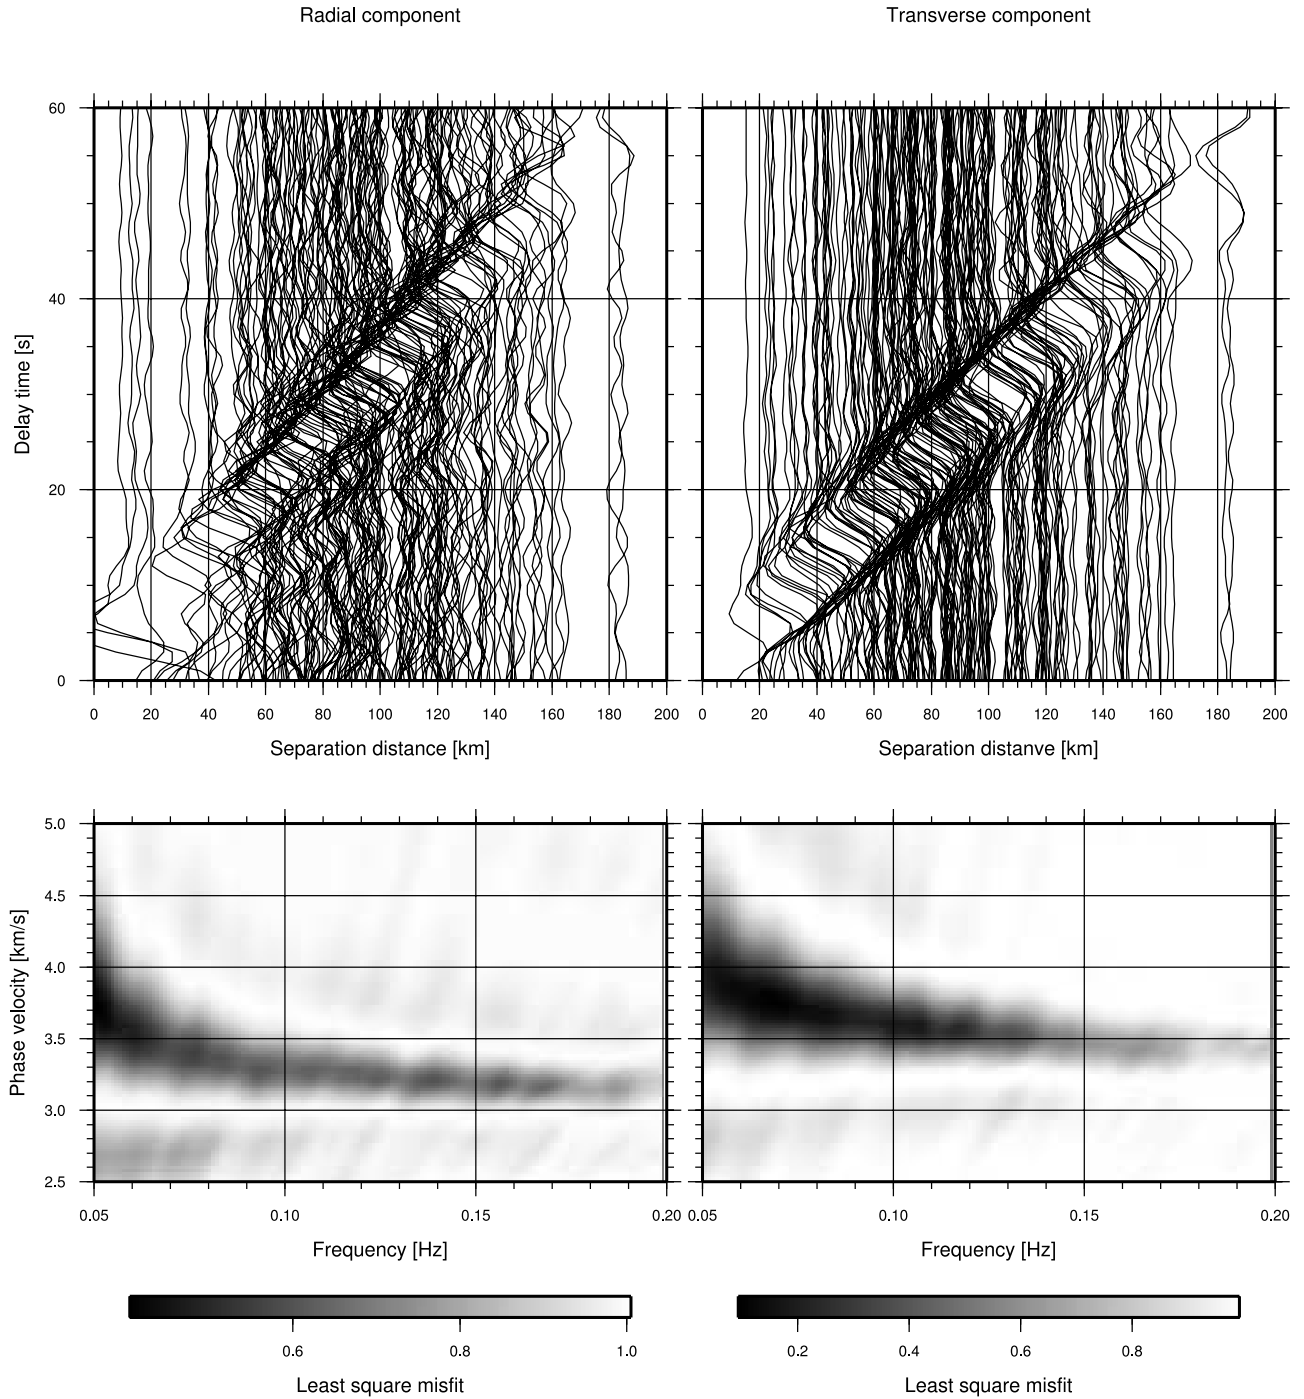 Radial component
Transverse component
60
40
20
0
Delay time [s]
0 20 40 60 80 100 120 140 160 180 200
0 20 40 60 80 100 120 140 160 180 200
Separation distance [km]
Separation distanve [km]
5.0
4.5
4.0
3.5
3.0
2.5
Phase velocity [km/s]
0.05 0.10 0.15 0.20
0.05 0.10 0.15 0.20
Frequency [Hz]
Frequency [Hz]
0.6 0.8 1.0
0.2 0.4 0.6 0.8
Least square misfit
Least square misfit